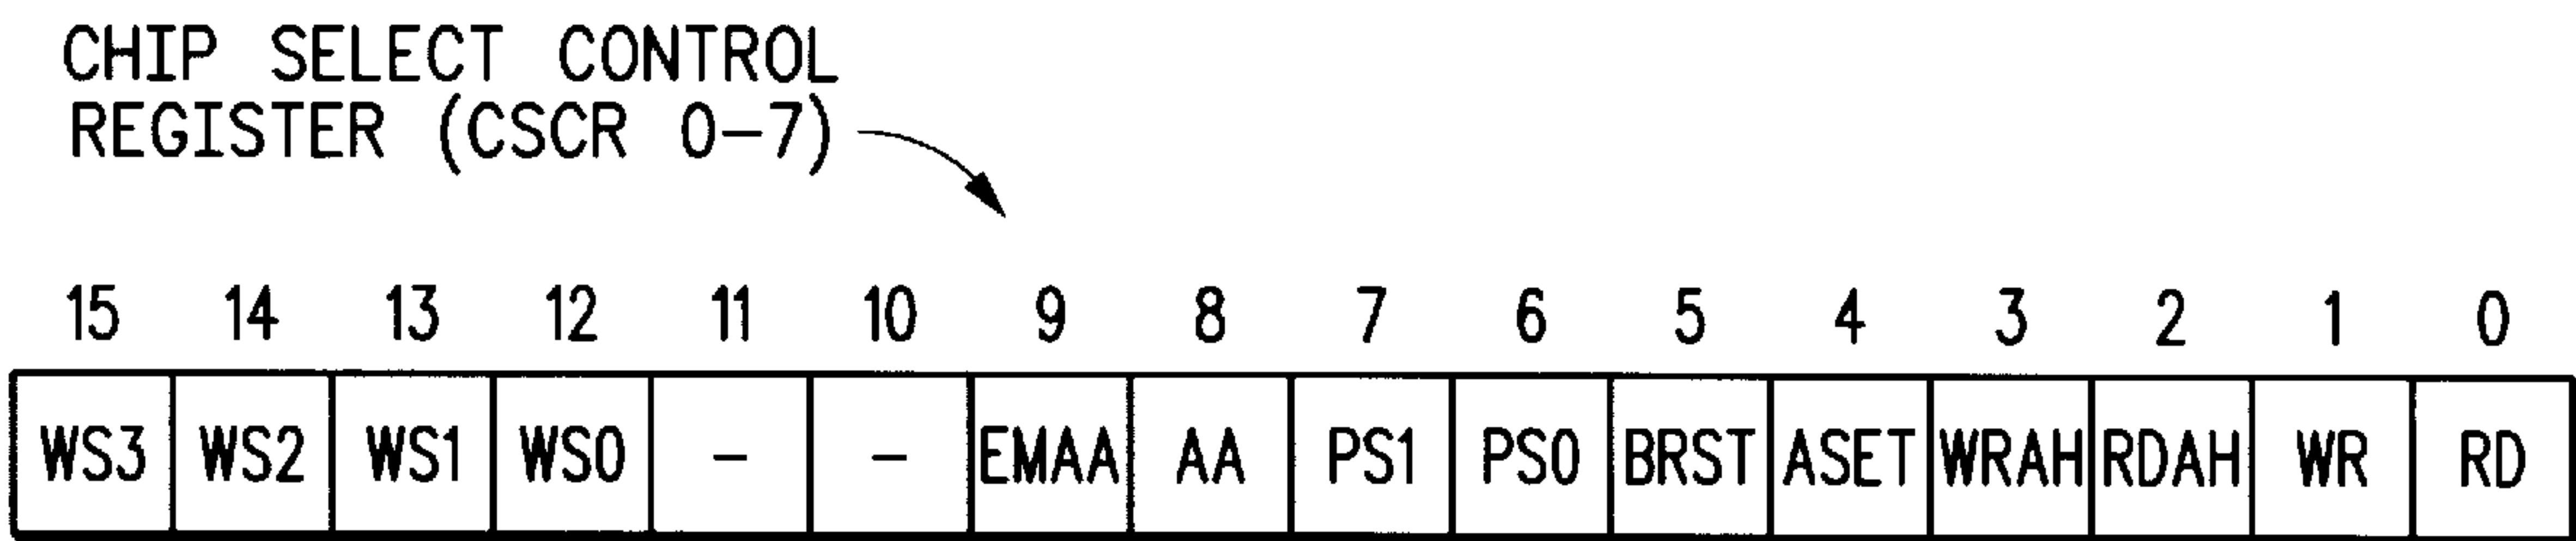 CHIP SELECT CONTROL
REGISTER (CSCR 0-7)
15 14 13 12 11 10 9 8 7 6 5 4 3 2 1 0
WS3 WS2 WS1 WS0 - - EMAA AA PS1 PS0 BRST ASET WRAH RDAH WR RD